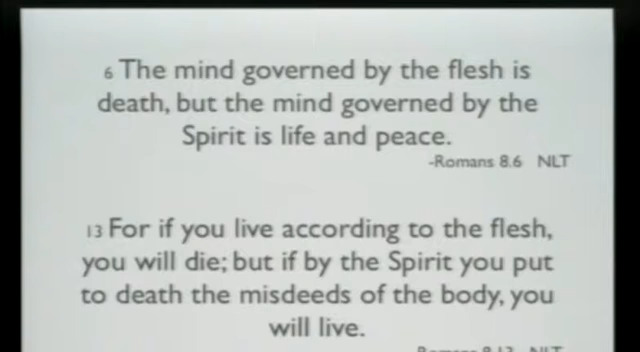 6 The mind governed by the flesh is
death, but the mind governed by the
Spirit is life and peace.
-Romans 8.6 NLT
13 For if you live according to the flesh,
you will die; but if by the Spirit you put
to death the misdeeds of the body, you
will live.